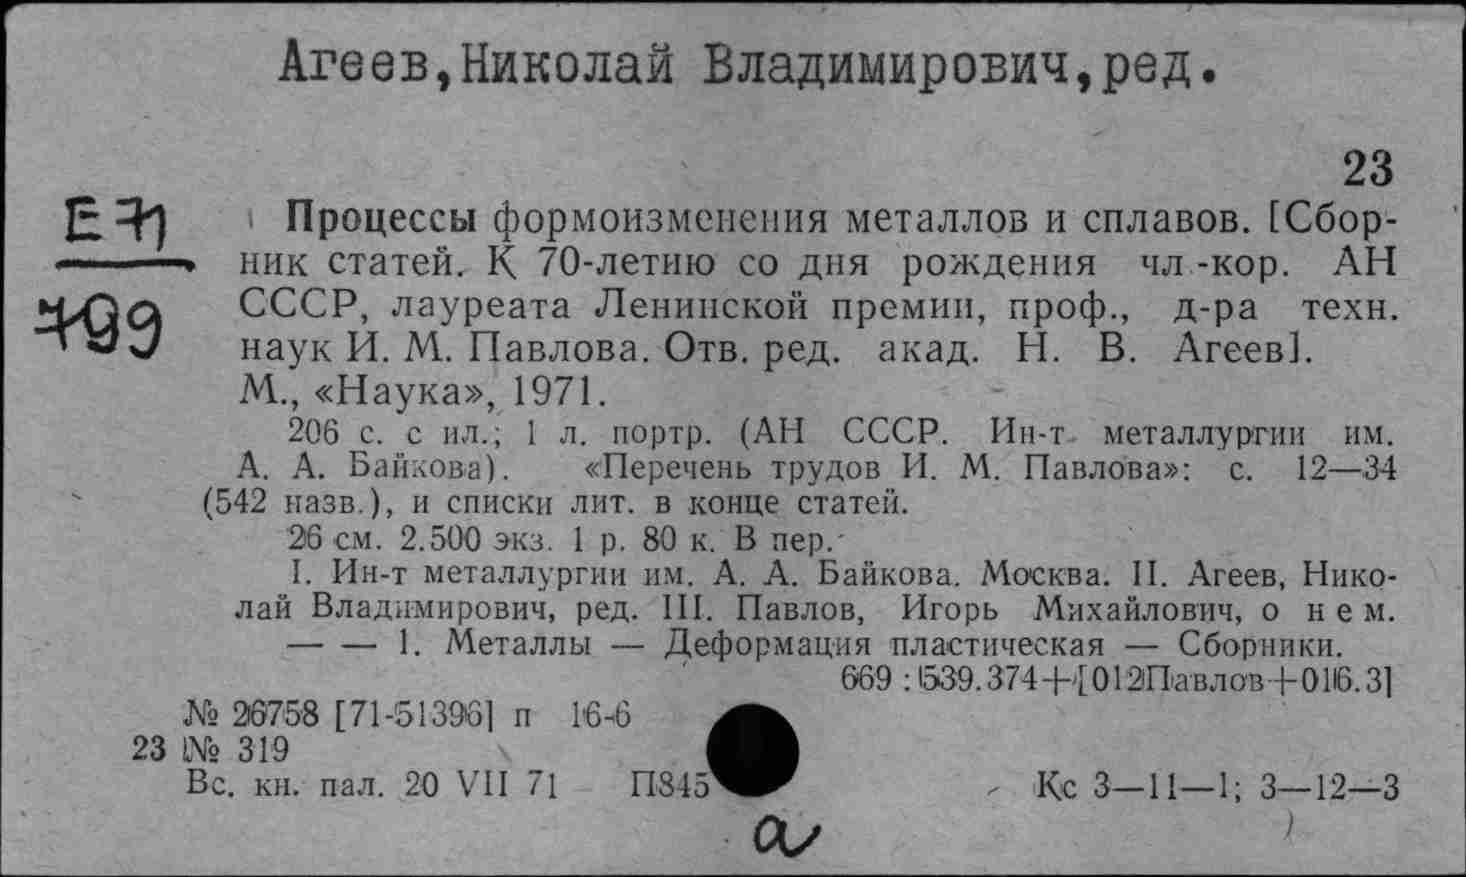 Агеев,Николай Владимирович,ред.
23
Процессы формоизменения металлов и сплавов. [Сбор-
ник статей. К 70-летию со дня рождения чл.-кор. АН
СССР, лауреата Ленинской премии, проф., д-ра техн.
наук И. М. Павлова. Отв. ред. акад. Н. В. Агеев].
М., «Наука», 1971.
206 с. с ил.; 1 л. портр. (АН СССР. Ин-т металлургии им.
А. А. Байкова). «Перечень трудов И. М. Павлова»: с. 12—34
(542 назв.), и списки лит. в конце статей.
26 см. 2.500 экз. 1 р. 80 к. В пер.
I. Ин-т металлургии им. А. А. Байкова. Москва. II. Агеев, Нико-
лай Владимирович, ред. III. Павлов, Игорь Михайлович, о нем.
— — 1. Металлы — Деформация пластическая — Сборники.
669 : 539.374+[012Павлов+016.3]
№ 26758 [71-51396] п 16-6
23 № 319
Вс. кн. пал. 20 VII 71 П845
Кс 3—11—1; 3—12—3